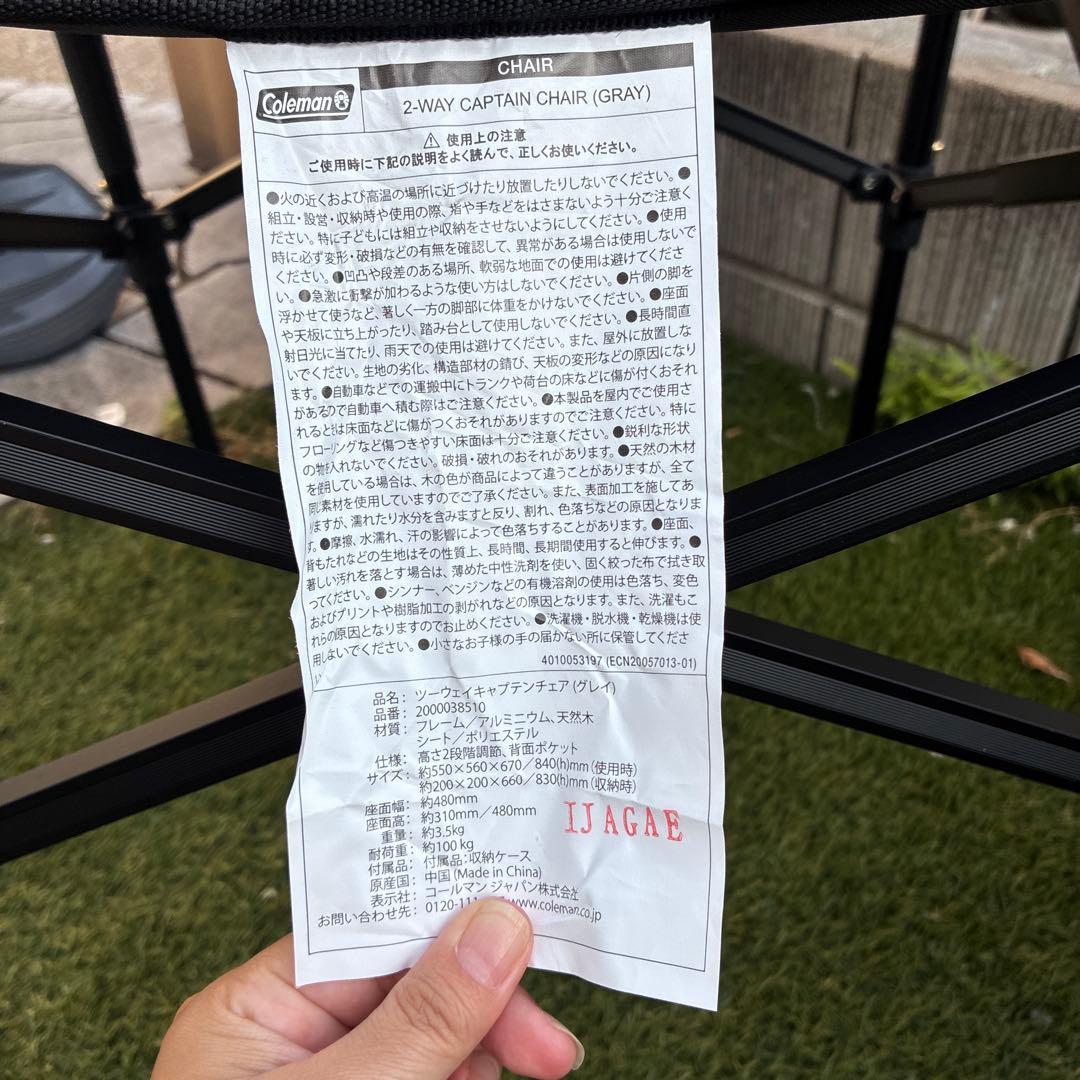 CHAIR
Coleman
2-WAY CAPTAIN CHAIR (GRAY)
⚠ 使用上の注意
ご使用時に下記の説明をよく読んで、正しくお使いください。
●火の近くおよび高温の場所に近づけたり放置したりしないでください。●
組立・設営・収納時や使用の際、指や手などをはさまないよう十分ご注意く
ださい。特に子どもには組立や収納をさせないようにしてください。●使用
時に必ず変形・破損などの有無を確認して、異常がある場合は使用しないで
ください。●凹凸や段差のある場所、軟弱な地面での使用は避けてくださ
い。●急激に衝撃が加わるような使い方はしないでください。●片側の脚を
浮かせて使うなど、著しく一方の脚部に体重をかけないでください。●座面
や天板に立ち上がったり、踏み台として使用しないでください。●長時間直
射日光に当てたり、雨天での使用は避けてください。また、屋外に放置しな
いでください。生地の劣化、構造部材の錆び、天板の変形などの原因になり
ます。●自動車などでの運搬中にトランクや荷台の床などに傷が付くおそれ
があるので自動車へ積む際はご注意ください。●本製品を屋内でご使用さ
れるときは床面などに傷がつくおそれがありますのでご注意ください。特に
フローリングなど傷つきやすい床面は十分ご注意ください。●鋭利な形状
の物を入れないでください。破損・破れのおそれがあります。●天然の木材
を使用している場合は、木の色が商品によって違うことがありますが、全て
同じ素材を使用していますのでご了承ください。また、表面加工を施してあ
りますが、濡れたり水分を含みますと反り、割れ、色落ちなどの原因となりま
す。●摩擦、水濡れ、汗の影響によって色落ちすることがあります。●座面、
背もたれなどの生地はその性質上、長時間、長期間使用すると伸びます。●
著しい汚れを落とす場合は、薄めた中性洗剤を使い、固く絞った布で拭き取
ってください。●シンナー、ベンジンなどの有機溶剤の使用は色落ち、変色
およびプリントや樹脂加工の剥がれなどの原因となります。また、洗濯もこ
れらの原因となりますのでお止めください。●洗濯機・脱水機・乾燥機は使
用しないでください。●小さなお子様の手の届かない所に保管してくださ
い。
4010053197 (ECN20057013-01)
品名： ツーウェイキャプテンチェア (グレイ)
品番： 2000038510
材質： フレーム／アルミニウム、天然木
シート／ポリエステル
仕様： 高さ2段階調節、背面ポケット
サイズ： 約550×560×670／840(h)mm（使用時）
約200×200×660／830(h)mm（収納時）
座面幅： 約480mm
座面高： 約310mm／480mm
重量： 約3.5kg
耐荷重： 約100kg
付属品： 付属品：収納ケース
原産国： 中国 (Made in China)
表示社： コールマン ジャパン株式会社
お問い合わせ先： 0120-11 www.coleman.co.jp
IJAGAE